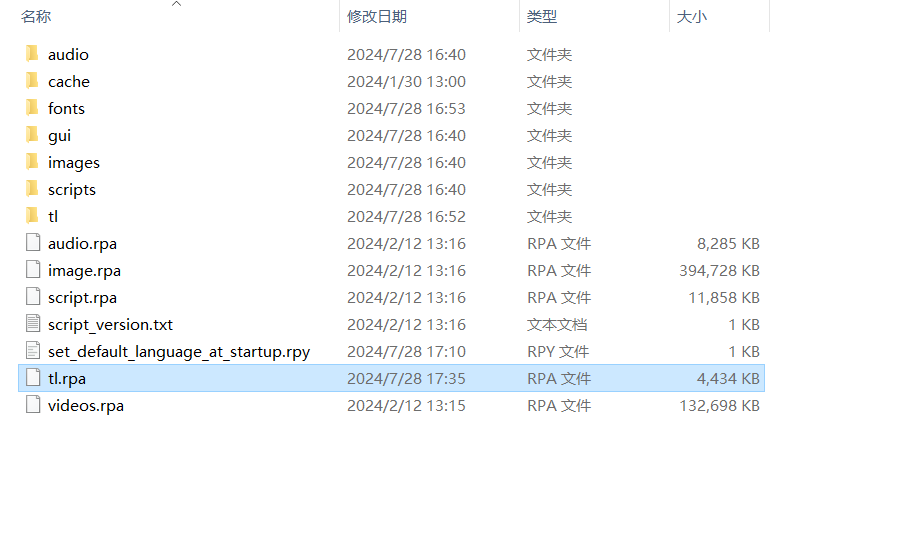 名称 修改日期 类型 大小
audio 2024/7/28 16:40 文件夹
cache 2024/1/30 13:00 文件夹
fonts 2024/7/28 16:53 文件夹
gui 2024/7/28 16:40 文件夹
images 2024/7/28 16:40 文件夹
scripts 2024/7/28 16:40 文件夹
tl 2024/7/28 16:52 文件夹
audio.rpa 2024/2/12 13:16 RPA 文件 8,285 KB
image.rpa 2024/2/12 13:16 RPA 文件 394,728 KB
script.rpa 2024/2/12 13:16 RPA 文件 11,858 KB
script_version.txt 2024/2/12 13:16 文本文档 1 KB
set_default_language_at_startup.rpy 2024/7/28 17:10 RPY 文件 1 KB
tl.rpa 2024/7/28 17:35 RPA 文件 4,434 KB
videos.rpa 2024/2/12 13:15 RPA 文件 132,698 KB